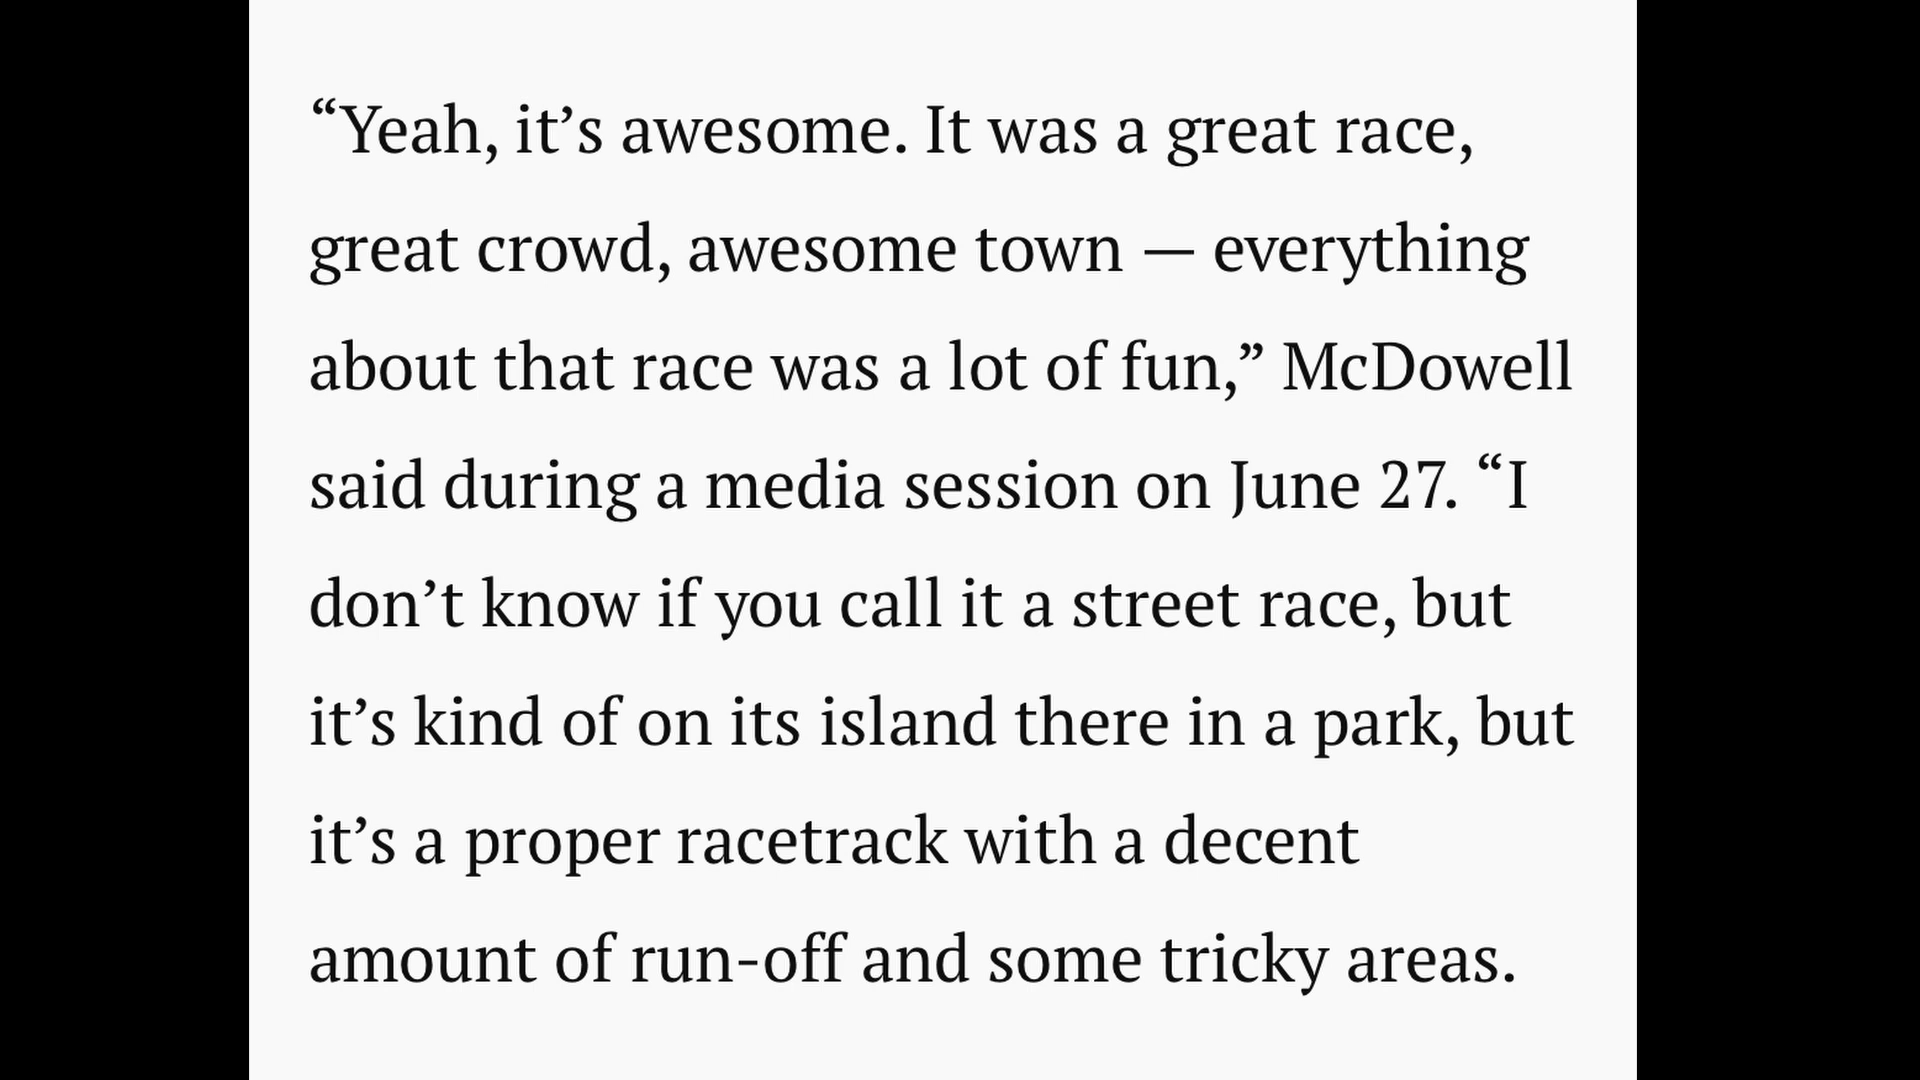 “Yeah, it’s awesome. It was a great race,
great crowd, awesome town — everything
about that race was a lot of fun,” McDowell
said during a media session on June 27. “I
don’t know if you call it a street race, but
it’s kind of on its island there in a park, but
it’s a proper racetrack with a decent
amount of run-off and some tricky areas.